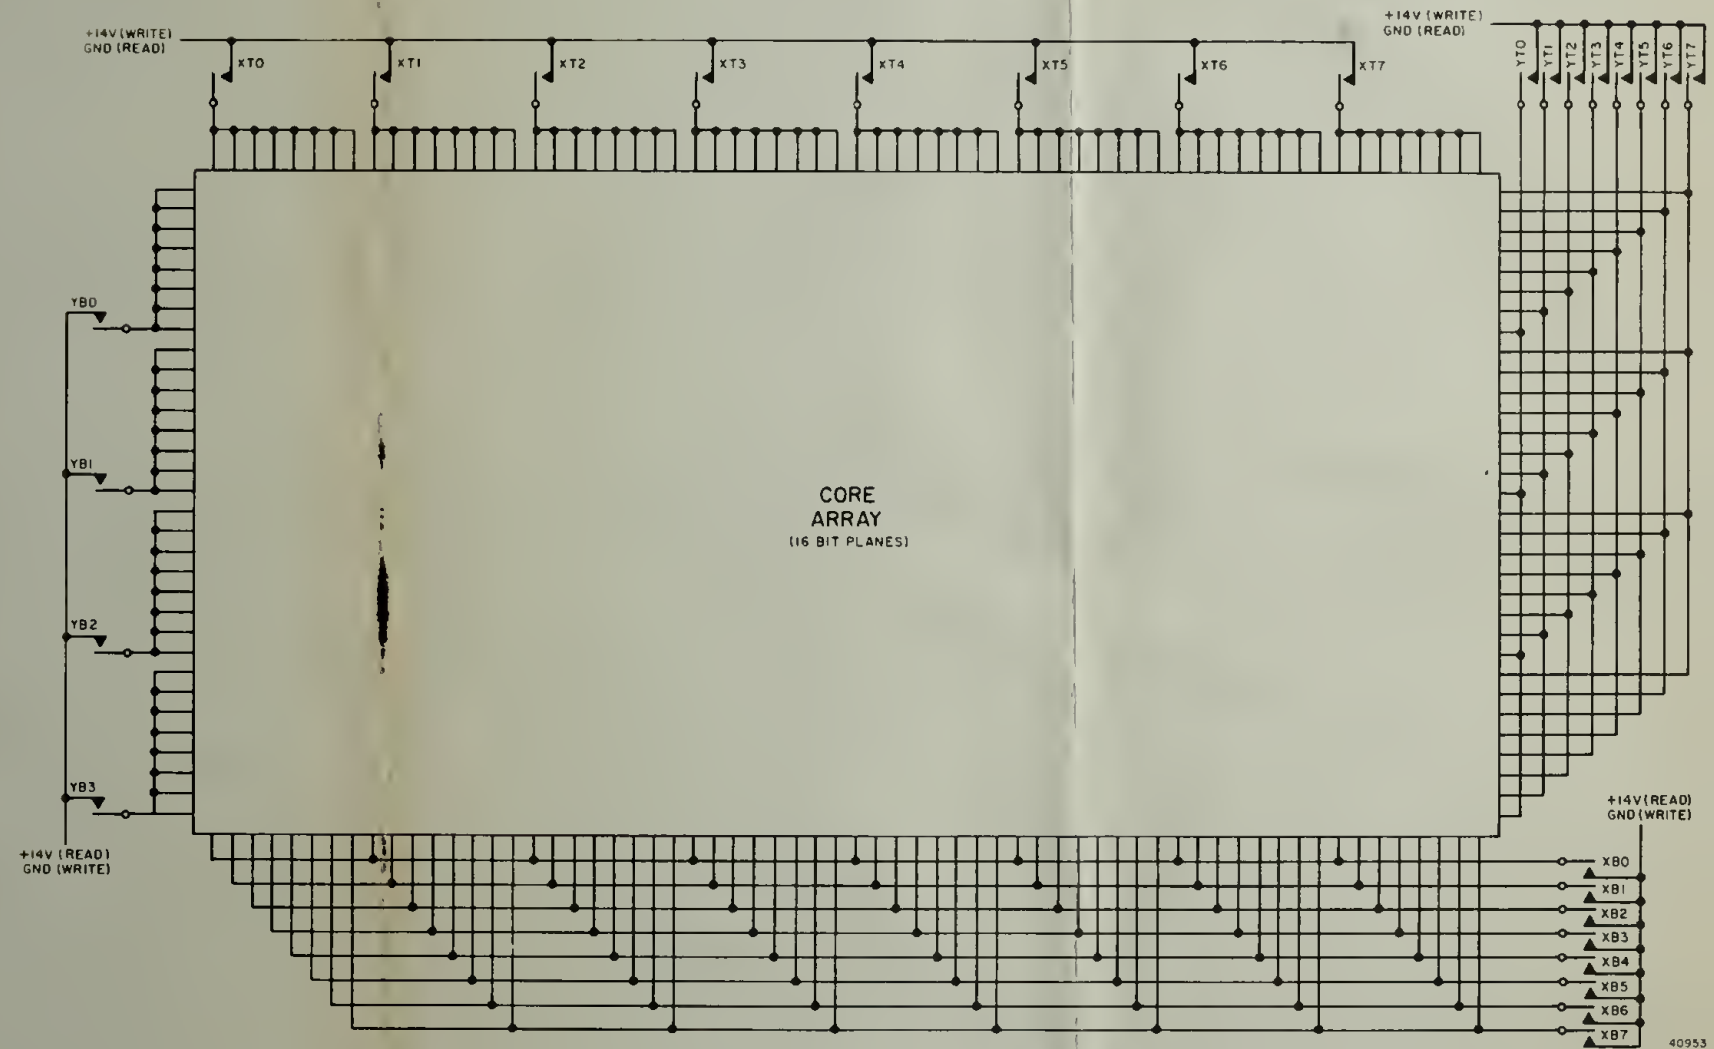 +14V (WRITE)
GND (READ)
XT0
XT1
XT2
XT3
XT4
XT5
XT6
XT7
+14V (WRITE)
GND (READ)
YT0
YT1
YT2
YT3
YT4
YT5
YT6
YT7
YB0
YB1
YB2
YB3
+14V (READ)
GND (WRITE)
CORE
ARRAY
(16 BIT PLANES)
+14V (READ)
GND (WRITE)
XB0
XB1
XB2
XB3
XB4
XB5
XB6
XB7
40953